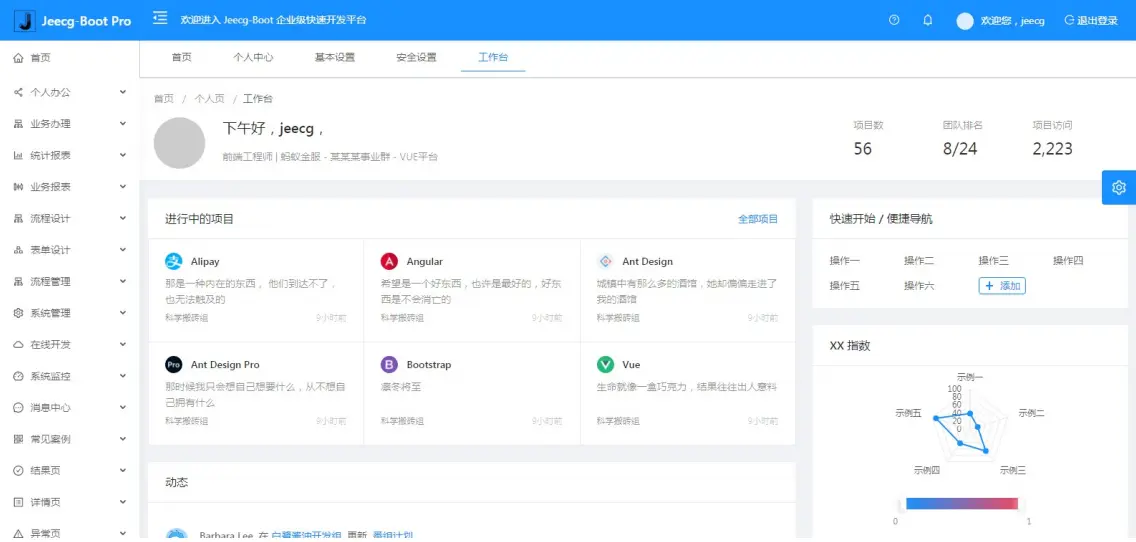 Jeecg-Boot Pro
欢迎进入 Jeecg-Boot 企业级快速开发平台
欢迎您，jeecg
退出登录
首页
个人办公
业务办理
统计报表
业务报表
流程设计
表单设计
流程管理
系统管理
在线开发
系统监控
消息中心
常见案例
结果页
详情页
异常页
首页 个人中心 基本设置 安全设置 工作台
首页 / 个人页 / 工作台
下午好，jeecg，
前端工程师 | 蚂蚁金服 - 某某某事业群 - VUE平台
项目数 团队排名 项目访问
56 8/24 2,223
进行中的项目 全部项目
Alipay
那是一种内在的东西， 他们到达不了，
也无法触及的
科学搬砖组 9小时前
Angular
希望是一个好东西，也许是最好的，好东
西是不会消亡的
科学搬砖组 9小时前
Ant Design
城镇中有那么多的酒馆，她却偏偏走进了
我的酒馆
科学搬砖组 9小时前
Pro Ant Design Pro
那时候我只会想自己想要什么，从不想自
己拥有什么
科学搬砖组 9小时前
B Bootstrap
凛冬将至
科学搬砖组 9小时前
Vue
生命就像一盒巧克力，结果往往出人意料
科学搬砖组 9小时前
动态
Barbara Lee 在 白鹭酱油开发组 更新 番组计划
快速开始 / 便捷导航
操作一 操作二 操作三 操作四
操作五 操作六 + 添加
XX 指数
示例一
100
80
60
40
20
0
示例五 示例二
示例四 示例三
0 1